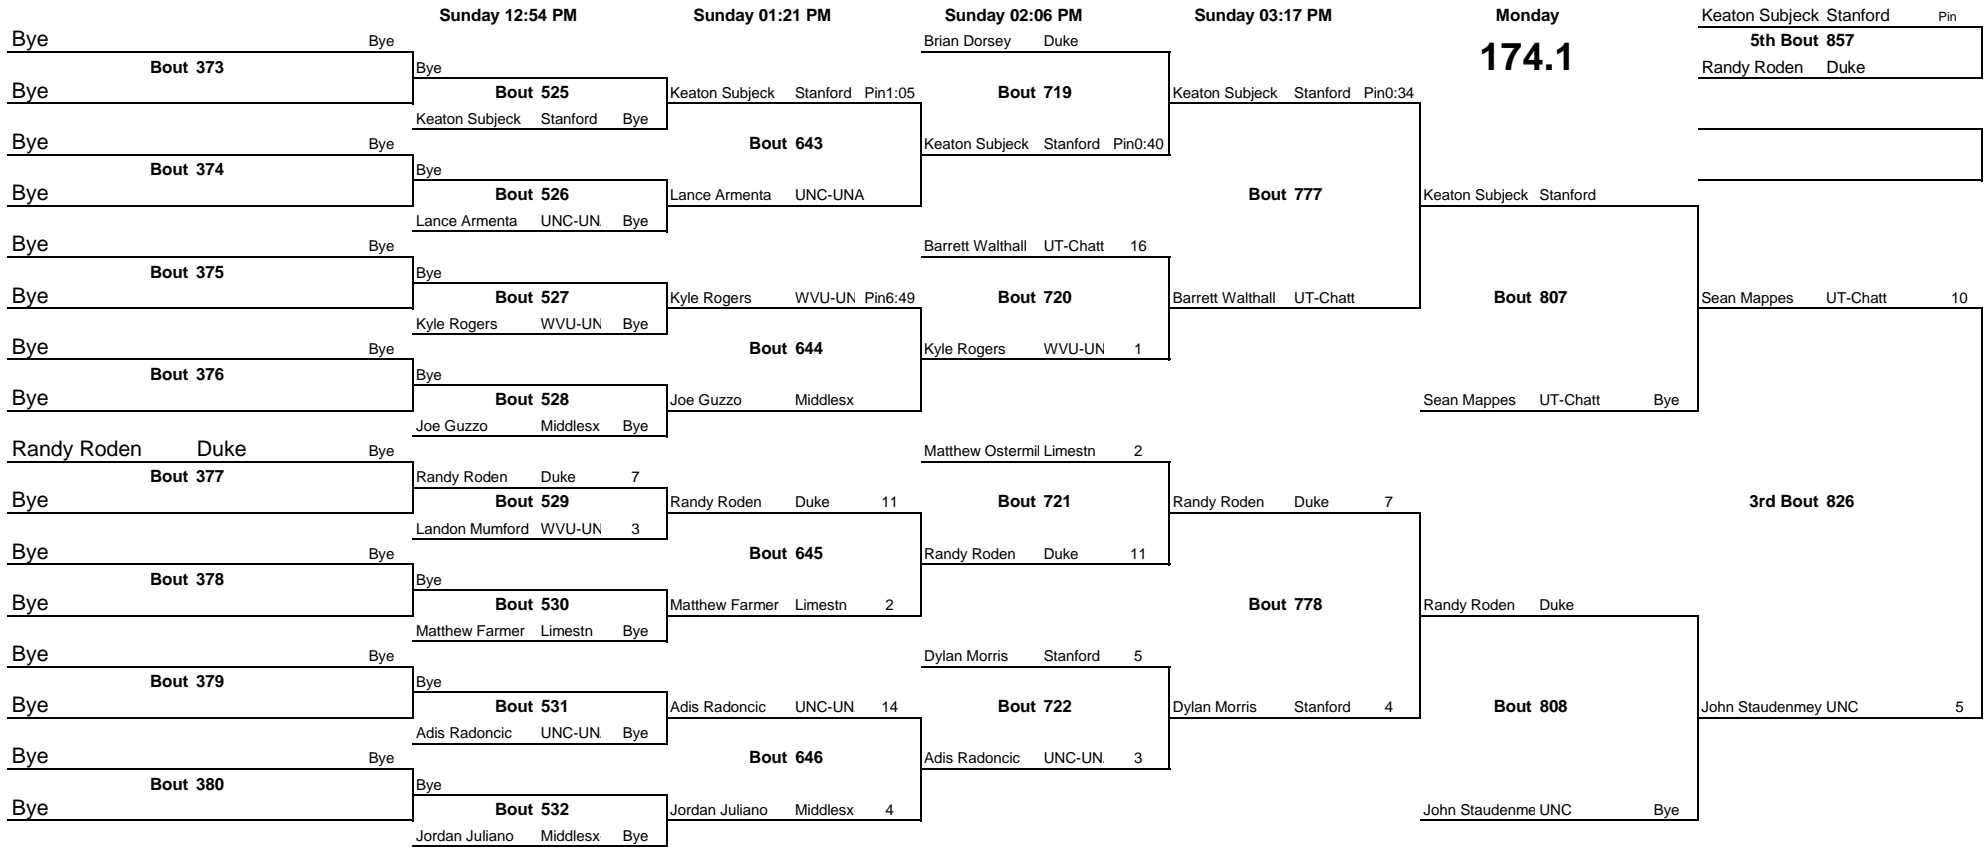 Sunday 12:54 PM Sunday 01:21 PM Sunday 02:06 PM Sunday 03:17 PM Monday Keaton Subjeck Stanford Pin
Bye Bye Brian Dorsey Duke 174.1 5th Bout 857
Bout 373 Bye Randy Roden Duke
Bye Bout 525 Keaton Subjeck Stanford Pin1:05 Bout 719 Keaton Subjeck Stanford Pin0:34
Keaton Subjeck Stanford Bye
Bye Bye Bout 643 Keaton Subjeck Stanford Pin0:40
Bout 374 Bye
Bye Bout 526 Lance Armenta UNC-UNA Bout 777 Keaton Subjeck Stanford
Lance Armenta UNC-UN. Bye
Bye Bye Barrett Walthall UT-Chatt 16
Bout 375 Bye
Bye Bout 527 Kyle Rogers WVU-UN Pin6:49 Bout 720 Barrett Walthall UT-Chatt Bout 807 Sean Mappes UT-Chatt 10
Kyle Rogers WVU-UN Bye
Bye Bye Bout 644 Kyle Rogers WVU-UN 1
Bout 376 Bye
Bye Bout 528 Joe Guzzo Middlesx Sean Mappes UT-Chatt Bye
Joe Guzzo Middlesx Bye
Randy Roden Duke Bye Matthew Ostermil Limestn 2
Bout 377 Randy Roden Duke 7
Bye Bout 529 Randy Roden Duke 11 Bout 721 Randy Roden Duke 7 3rd Bout 826
Landon Mumford WVU-UN 3
Bye Bye Bout 645 Randy Roden Duke 11
Bout 378 Bye
Bye Bout 530 Matthew Farmer Limestn 2 Bout 778 Randy Roden Duke
Matthew Farmer Limestn Bye
Bye Bye Dylan Morris Stanford 5
Bout 379 Bye
Bye Bout 531 Adis Radoncic UNC-UN. 14 Bout 722 Dylan Morris Stanford 4 Bout 808 John Staudenmey UNC 5
Adis Radoncic UNC-UN. Bye
Bye Bye Bout 646 Adis Radoncic UNC-UN. 3
Bout 380 Bye
Bye Bout 532 Jordan Juliano Middlesx 4 John Staudenme UNC Bye
Jordan Juliano Middlesx Bye